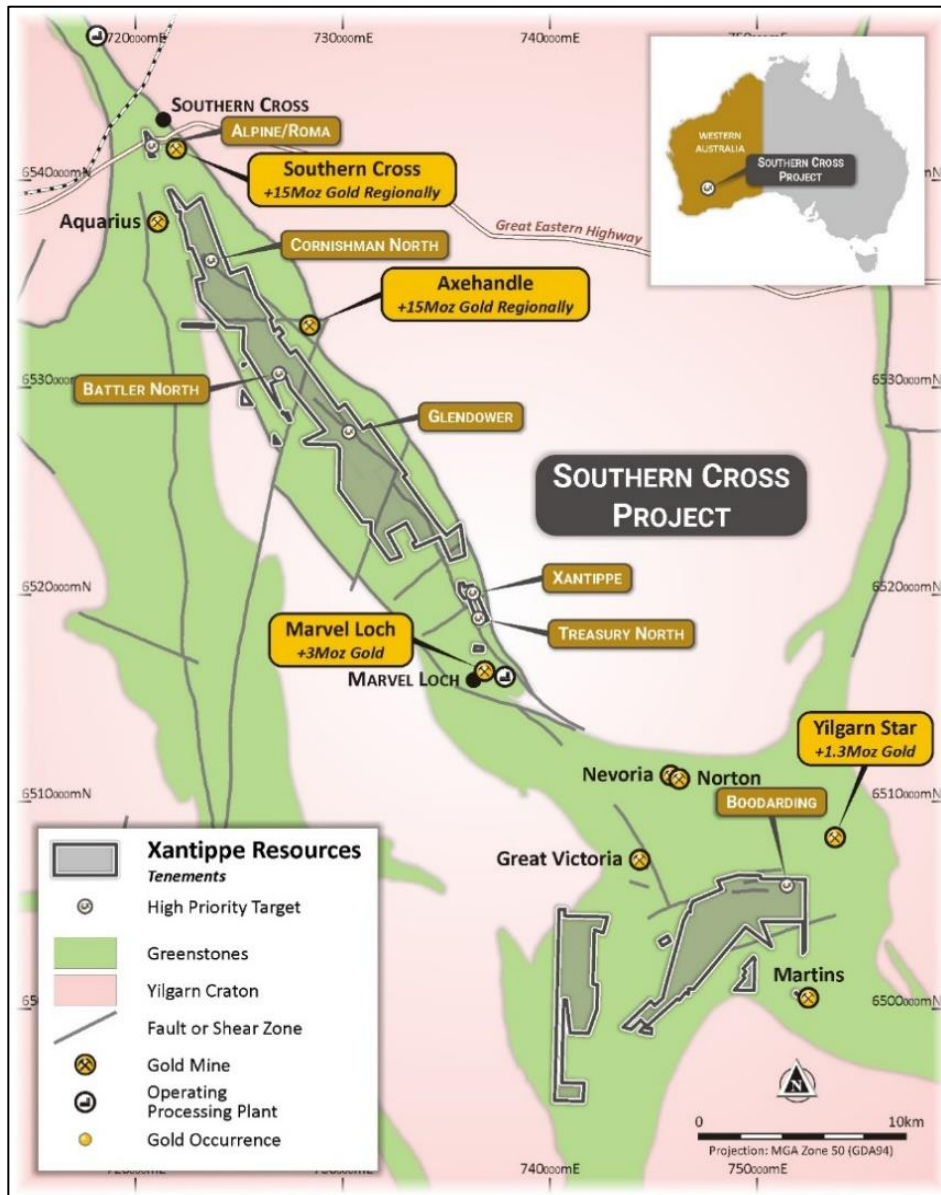 720000mE
730000mE
740000mE
SOUTHERN CROSS
ALPINE/ROMA
Southern Cross
+15Moz Gold Regionally
6540000mN
Aquarius
Great Eastern Highway
CORNISHMAN NORTH
Axehandle
+15Moz Gold Regionally
WESTERN
AUSTRALIA
SOUTHERN CROSS
PROJECT
6530000mN
6530000mN
BATTLER NORTH
GLENDOWER
SOUTHERN CROSS
PROJECT
6520000mN
6520000mN
XANTIPPE
TREASURY NORTH
Marvel Loch
+3Moz Gold
MARVEL LOCH
Yilgarn Star
+1.3Moz Gold
Nevoria
Norton
6510000mN
6510000mN
BOODARDING
Great Victoria
Martins
6500000mN
Xantippe Resources
Tenements
High Priority Target
Greenstones
Yilgarn Craton
Fault or Shear Zone
Gold Mine
Operating
Processing Plant
Gold Occurrence
N
0
10km
Projection: MGA Zone 50 (GDA94)
740000mE
750000mE